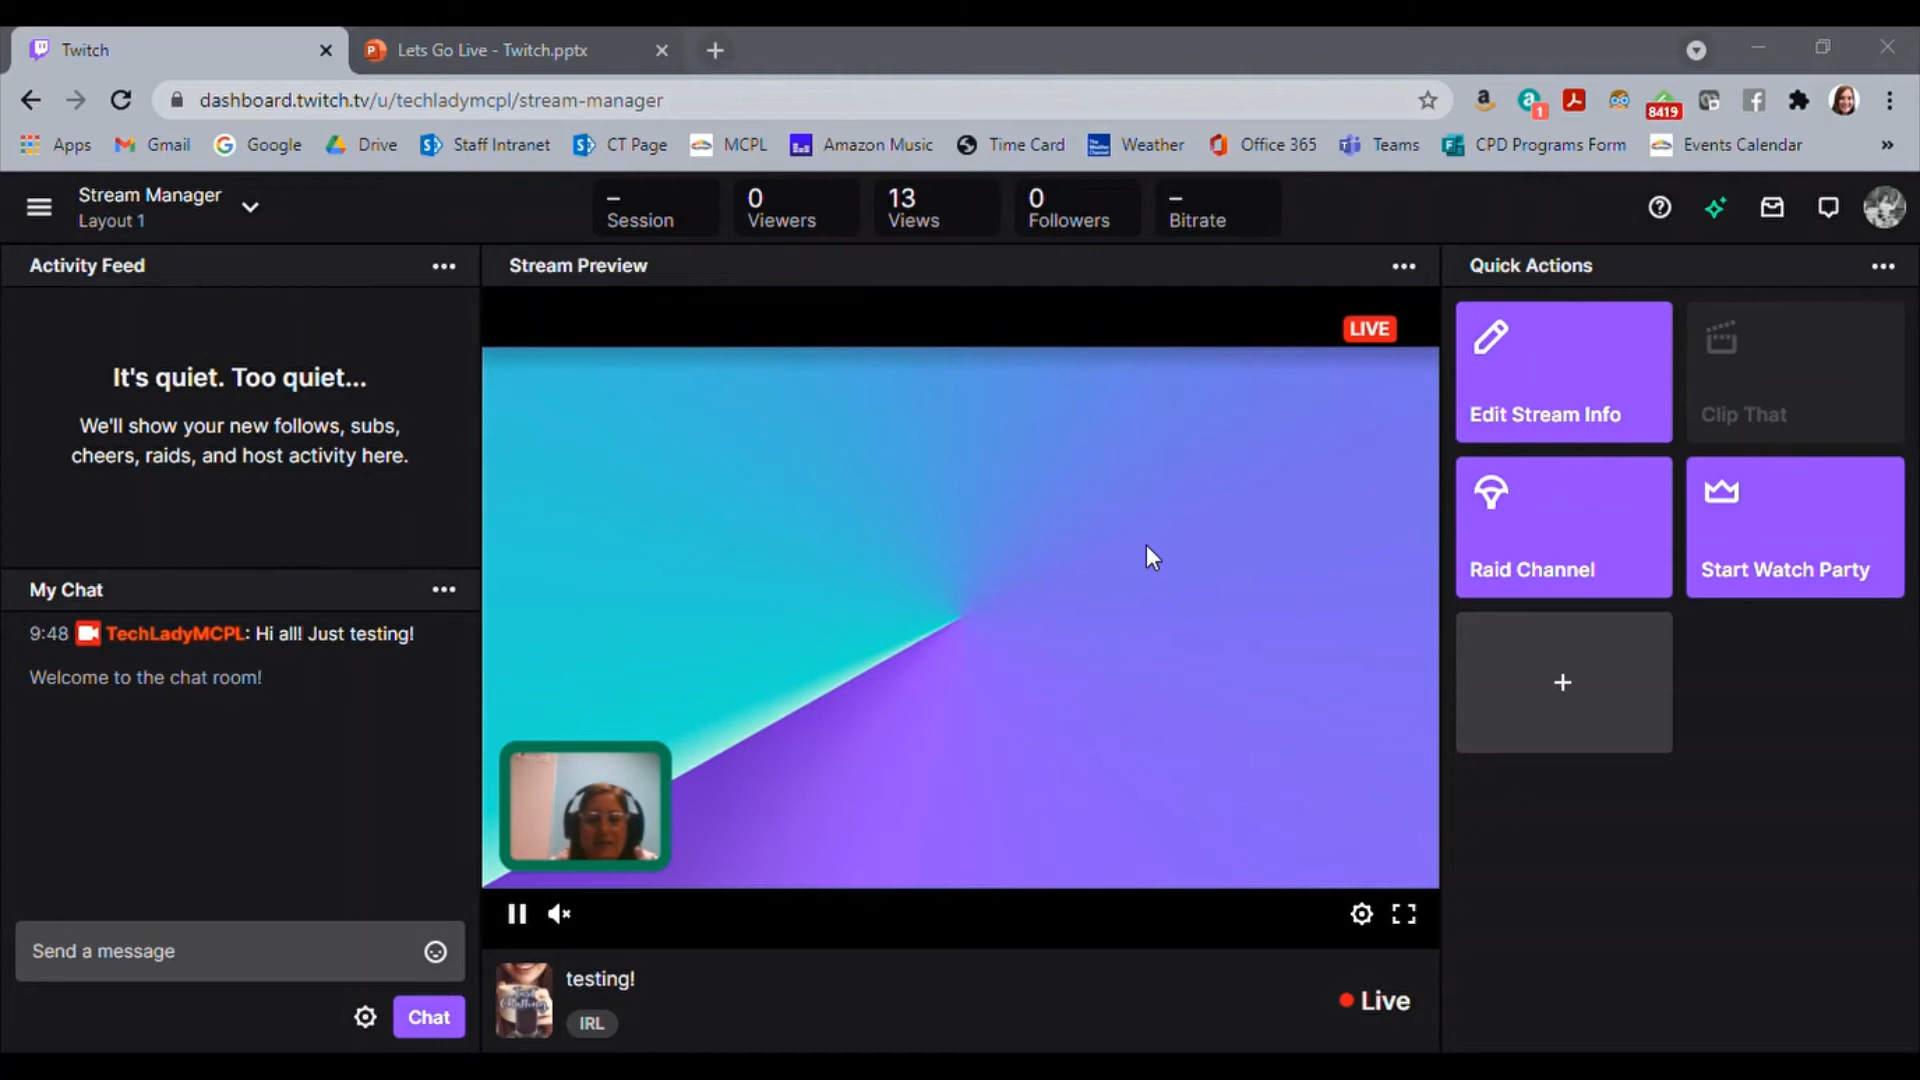 Twitch
Lets Go Live - Twitch.pptx
dashboard.twitch.tv/u/techladymcpl/stream-manager
1
8419
Apps
Gmail
Google
Drive
Staff Intranet
CT Page
MCPL
Amazon Music
Time Card
Weather
Office 365
Teams
CPD Programs Form
Events Calendar
Stream Manager
Layout 1
–
Session
0
Viewers
13
Views
0
Followers
–
Bitrate
Activity Feed
It's quiet. Too quiet...
We'll show your new follows, subs,
cheers, raids, and host activity here.
My Chat
9:48 TechLadyMCPL: Hi all! Just testing!
Welcome to the chat room!
Send a message
Chat
Stream Preview
LIVE
testing!
IRL
Live
Quick Actions
Edit Stream Info
Clip That
Raid Channel
Start Watch Party